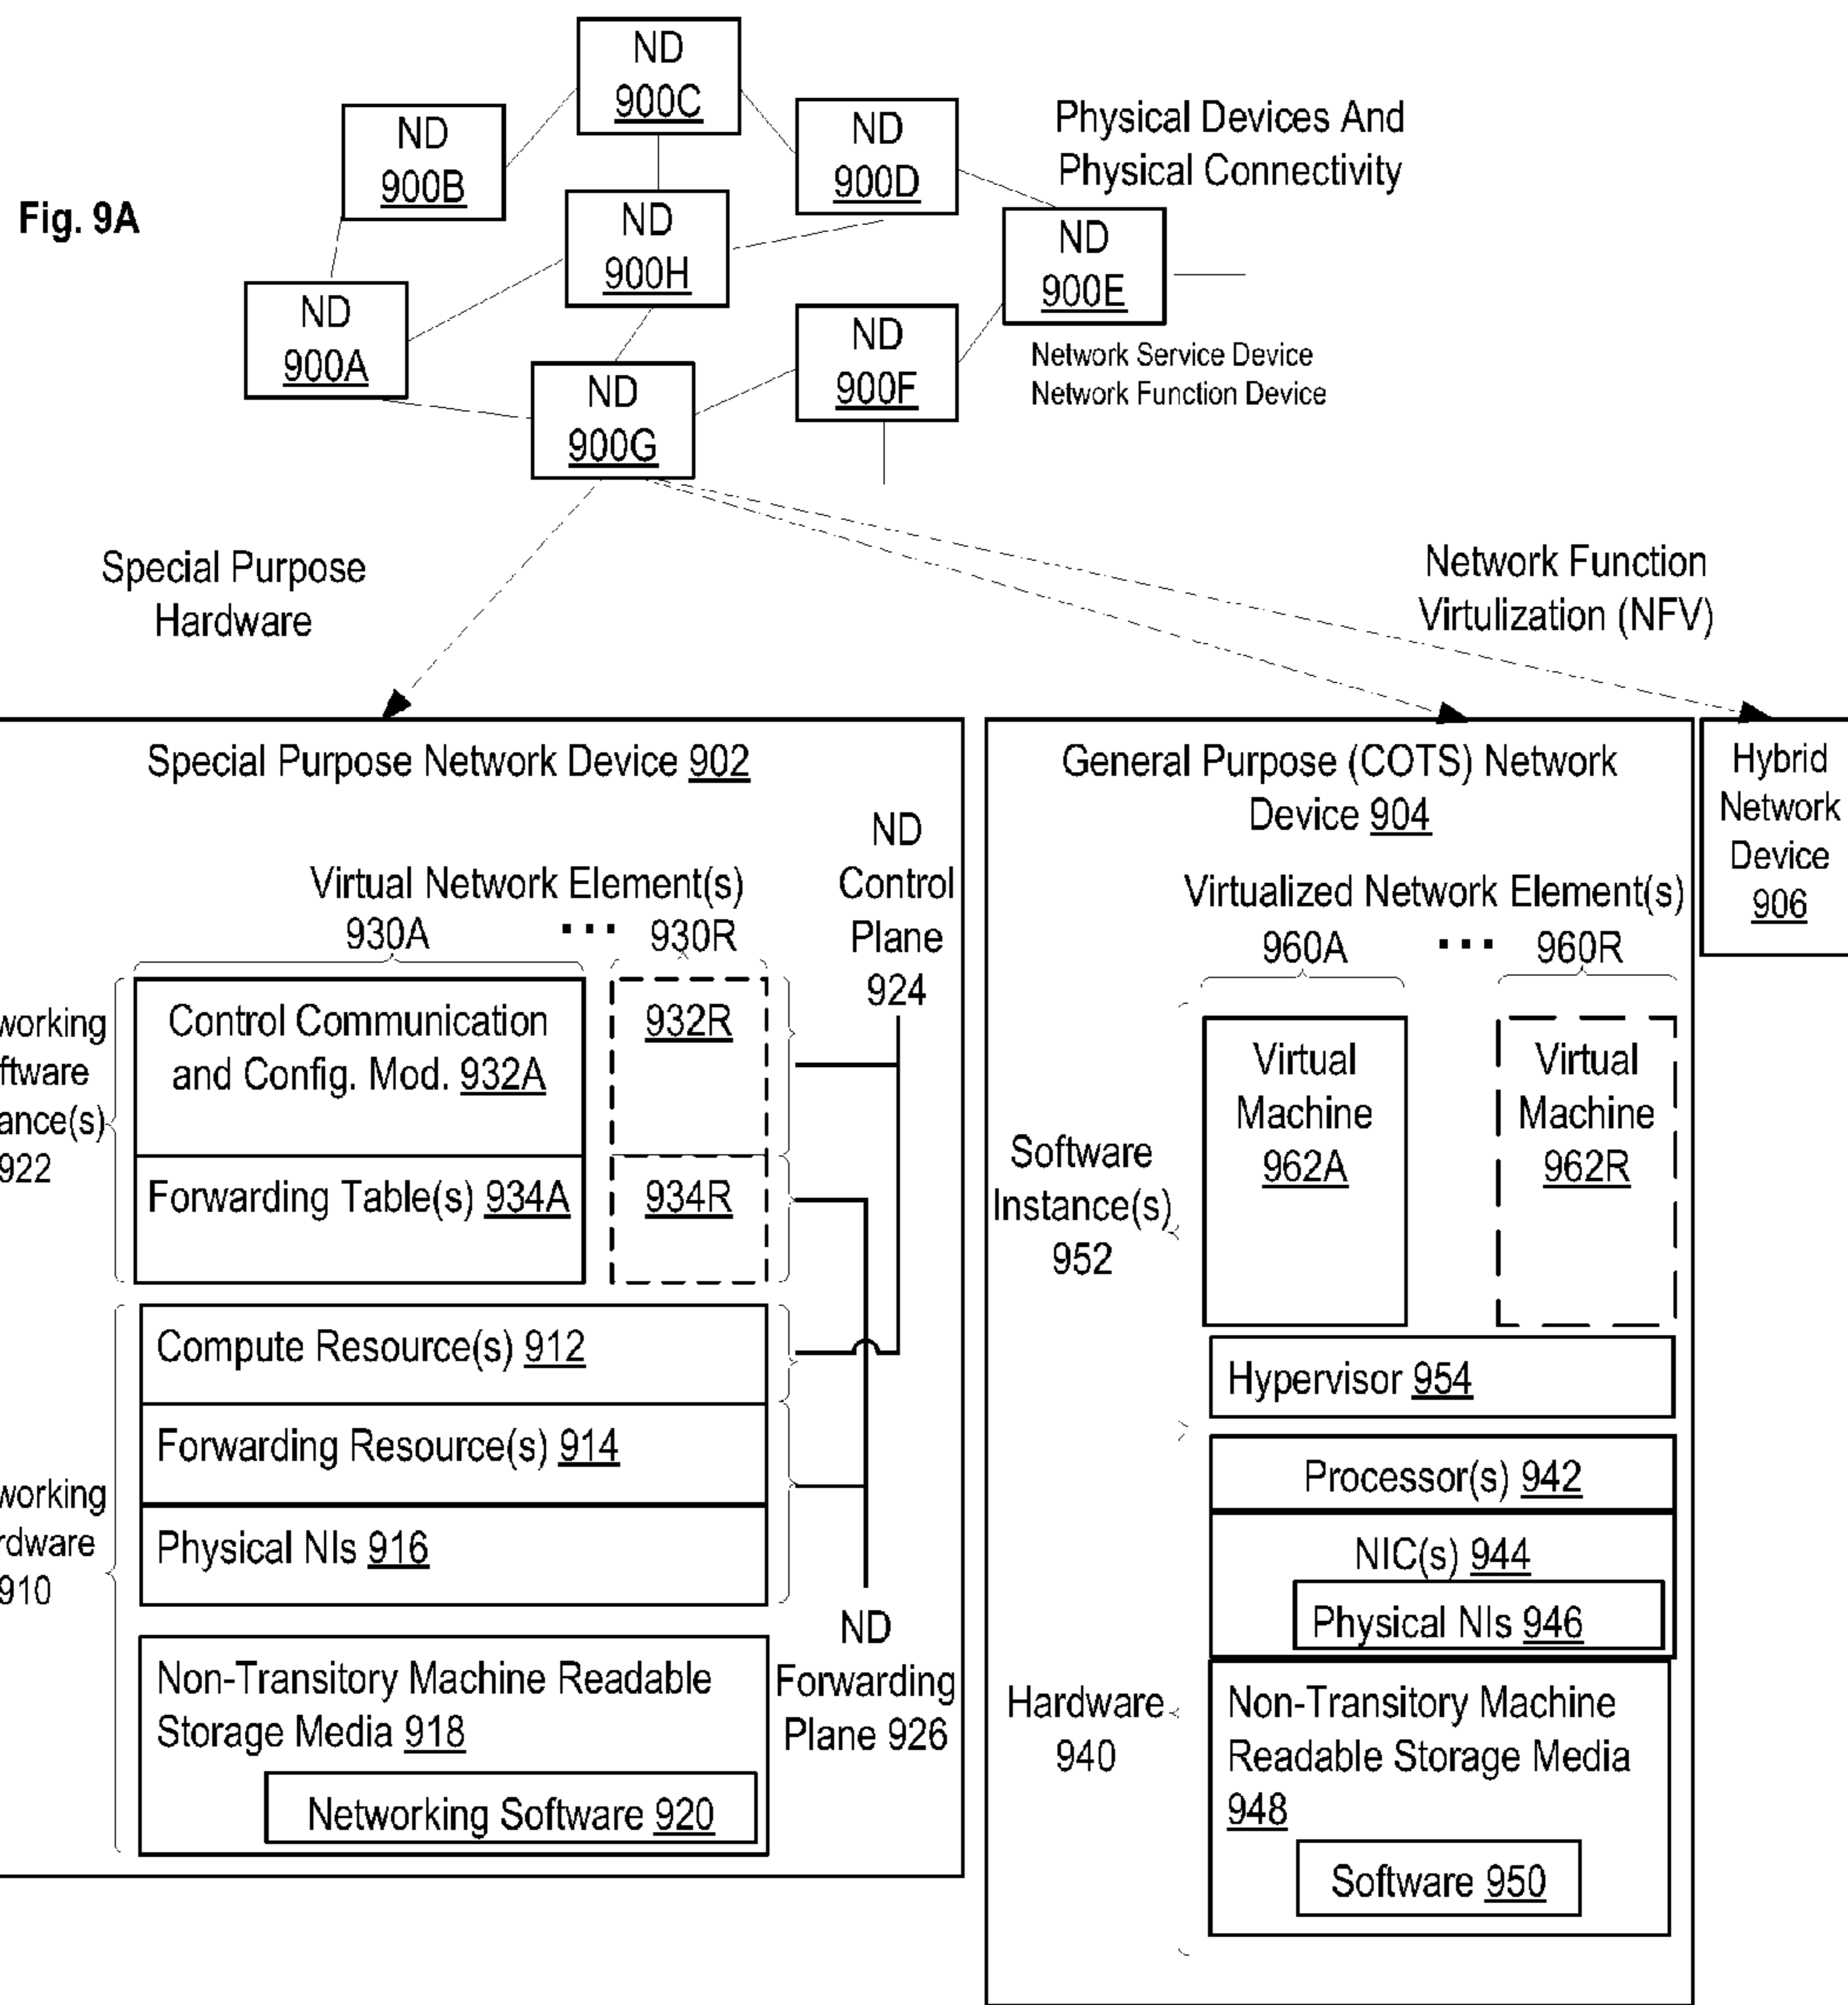 Fig. 9A
ND
900C
ND
900B
ND
900D
Physical Devices And
Physical Connectivity
ND
900H
ND
900E
ND
900A
ND
900F
ND
900G
Network Service Device
Network Function Device
Special Purpose
Hardware
Network Function
Virtulization (NFV)
Special Purpose Network Device 902
ND
Control
Plane
924
Virtual Network Element(s)
930A ... 930R
working
ftware
ance(s)
922
Control Communication
and Config. Mod. 932A
932R
Forwarding Table(s) 934A
934R
working
rdware
910
Compute Resource(s) 912
Forwarding Resource(s) 914
Physical NIs 916
Non-Transitory Machine Readable
Storage Media 918
Networking Software 920
ND
Forwarding
Plane 926
General Purpose (COTS) Network
Device 904
Virtualized Network Element(s)
960A ... 960R
Software
Instance(s)
952
Virtual
Machine
962A
Virtual
Machine
962R
Hypervisor 954
Hardware
940
Processor(s) 942
NIC(s) 944
Physical NIs 946
Non-Transitory Machine
Readable Storage Media
948
Software 950
Hybrid
Network
Device
906